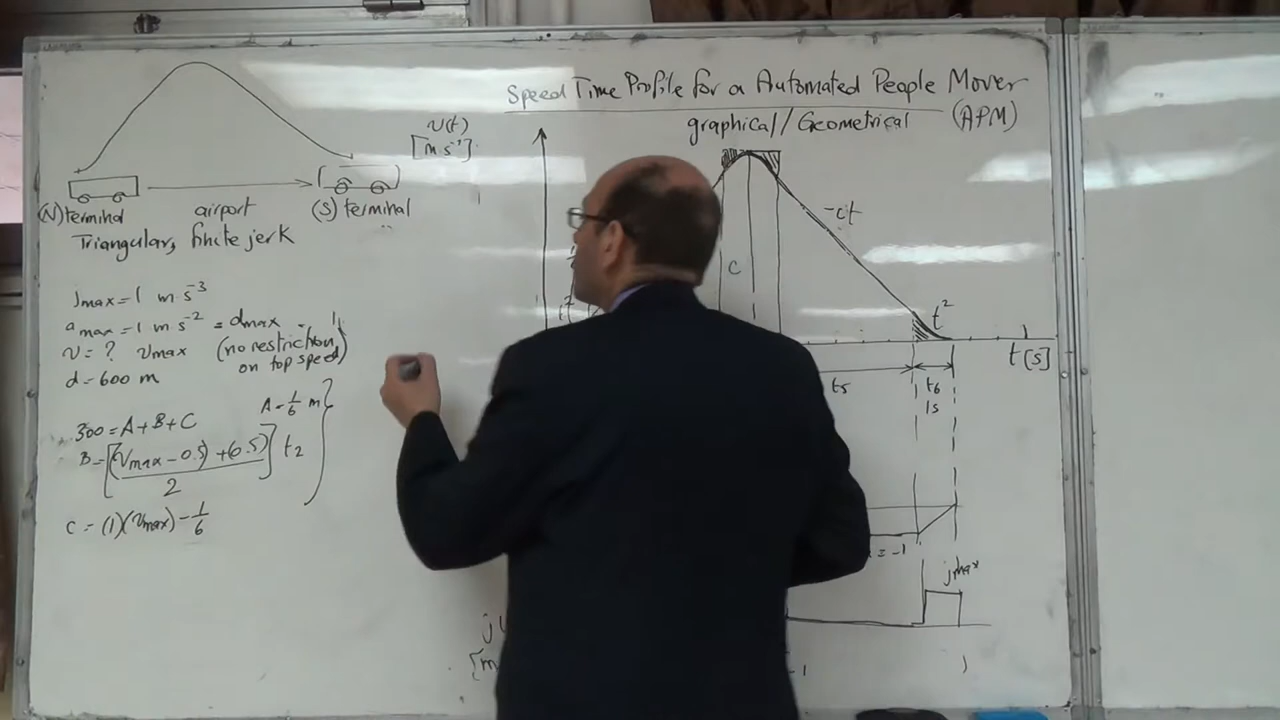 Speed Time Profile for a Automated People Mover
graphical/Geometrical (APM)
v(t)
[m s⁻¹]
(N) terminal airport (S) terminal
Triangular, finite jerk
jmax = 1 m s⁻³
amax = 1 m s⁻² = dmax
v = ? vmax (no restriction
on top speed)
d = 600 m
300 = A+B+C
A = 1/6 m
B = [((Vmax - 0.5) + (0.5))/2] t₂
C = (1)(vmax) - 1/6
C
-ct
t²
t[s]
t5
t6
1s
= -1
jmax
j
[m
-1